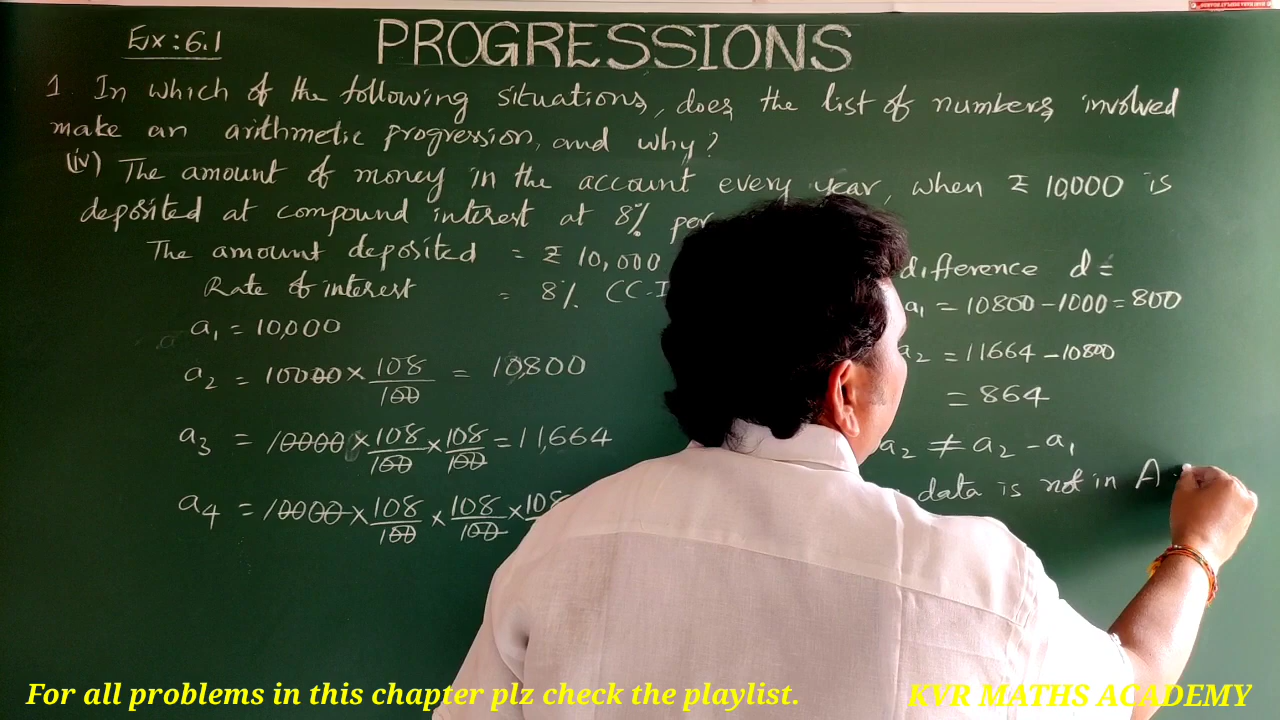 Ex: 6.1
PROGRESSIONS
1. In which of the following situations, does the list of numbers involved
make an arithmetic progression, and why?
(iv) The amount of money in the account every year, when ₹ 10,000 is
deposited at compound interest at 8% per
The amount deposited = ₹ 10,000
Rate of interest = 8% (C.I
a₁ = 10,000
a₂ = 10000 × 108/100 = 10,800
a₃ = 10000 × 108/100 × 108/100 = 11,664
a₄ = 10000 × 108/100 × 108/100 × 108
difference d =
a₁ = 10800 - 1000 = 800
a₂ = 11664 - 10800
= 864
a₂ ≠ a₂ - a₁
data is not in A.
For all problems in this chapter plz check the playlist.
KVR MATHS ACADEMY